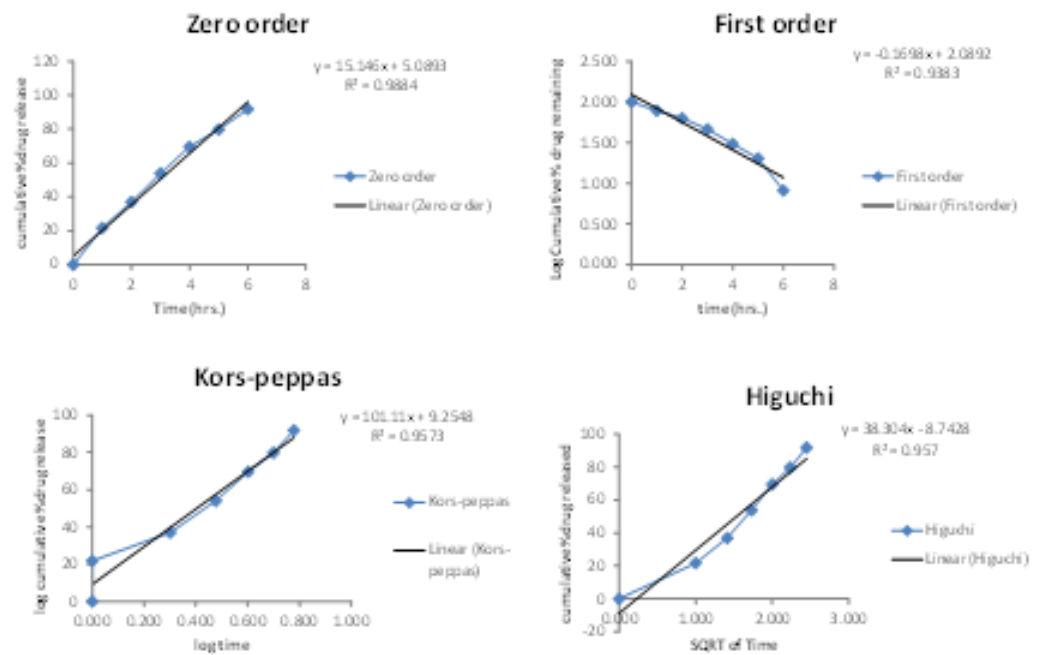 Zero order
y = 15.146x + 5.0893
R² = 0.9884
cumulative %drug release
120
100
80
60
40
20
0
0 2 4 6 8
Time(hrs.)
Zero order
Linear (Zero order)
First order
y = -0.1698x + 2.0892
R² = 0.9383
Log Cumulative % drug remaining
2.500
2.000
1.500
1.000
0.500
0.000
0 2 4 6 8
time(hrs.)
First order
Linear (First order)
Kors-peppas
y = 101.11x + 9.2548
R² = 0.9573
log cumulative %drug release
100
80
60
40
20
0
0.000 0.200 0.400 0.600 0.800 1.000
log time
Kors-peppas
Linear (Kors-
peppas)
Higuchi
y = 38.304x - 8.7428
R² = 0.957
cumulative %drug released
100
80
60
40
20
0
-20
0.000 1.000 2.000 3.000
SQRT of Time
Higuchi
Linear (Higuchi)